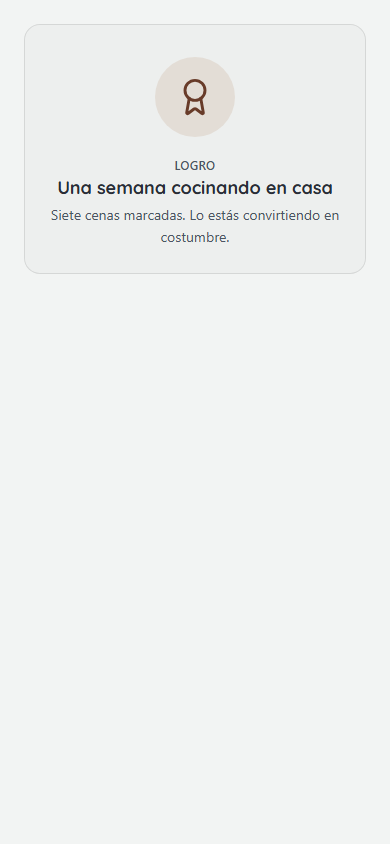 LOGRO
Una semana cocinando en casa
Siete cenas marcadas. Lo estás convirtiendo en
costumbre.